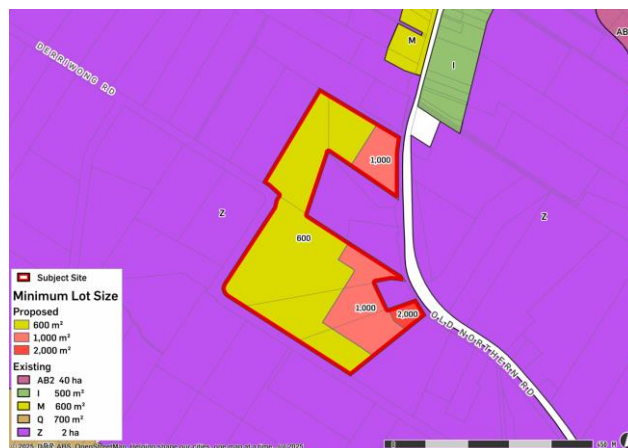 DERRIWONG RD
M
I
AB
1,000
Z
Z
600
1,000
2,000
OLD NORTHERN RD
Subject Site
Minimum Lot Size
Proposed
600 m²
1,000 m²
2,000 m²
Existing
AB2 40 ha
I 500 m²
M 600 m²
Q 700 m²
Z 2 ha